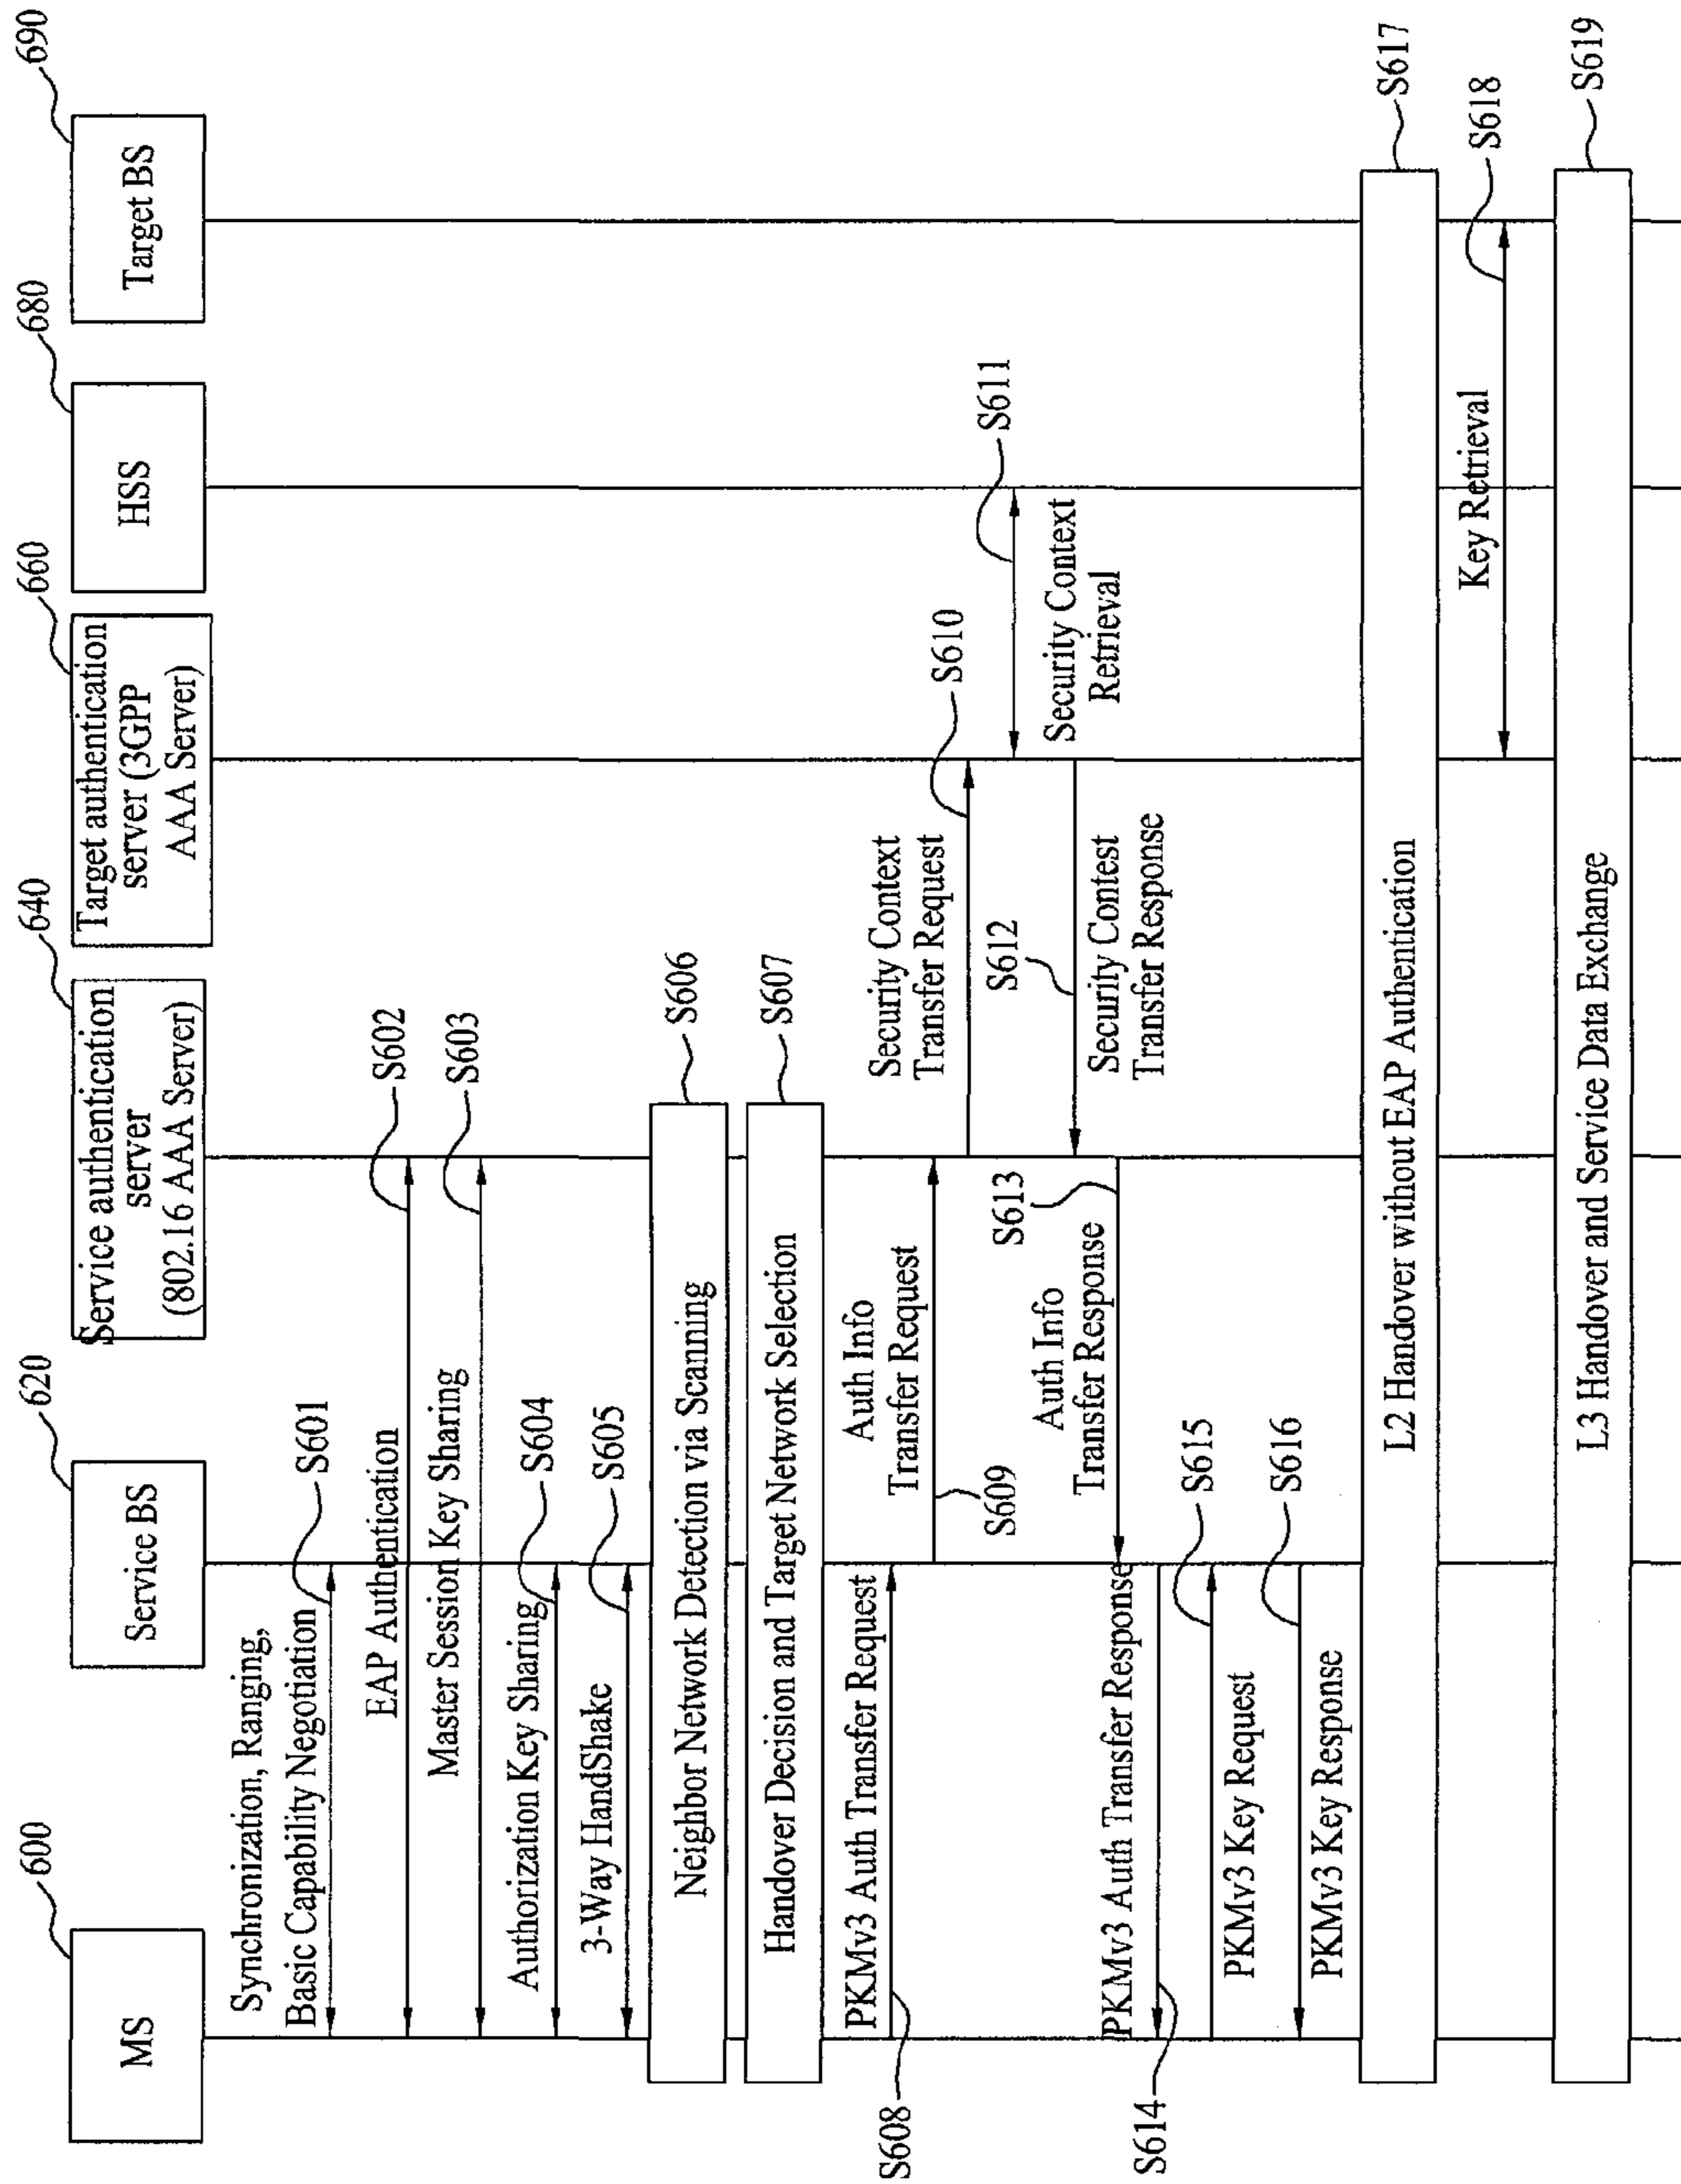 600
MS
620
Service BS
640
Service authentication
server
(802.16 AAA Server)
660
Target authentication
server (3GPP
AAA Server)
680
HSS
690
Target BS
Synchronization, Ranging,
Basic Capability Negotiation
S601
EAP Authentication
S602
Master Session Key Sharing
S603
Authorization Key Sharing
S604
3-Way HandShake
S605
Neighbor Network Detection via Scanning
S606
Handover Decision and Target Network Selection
S607
PKMv3 Auth Transfer Request
S608
Auth Info
Transfer Request
S609
Security Context
Transfer Request
S610
S611
Security Context
Retrieval
S612
Security Contest
Transfer Response
S613
Auth Info
Transfer Response
PKMv3 Auth Transfer Response
S614
S615
PKMv3 Key Request
S616
PKMv3 Key Response
L2 Handover without EAP Authentication
S617
Key Retrieval
S618
L3 Handover and Service Data Exchange
S619